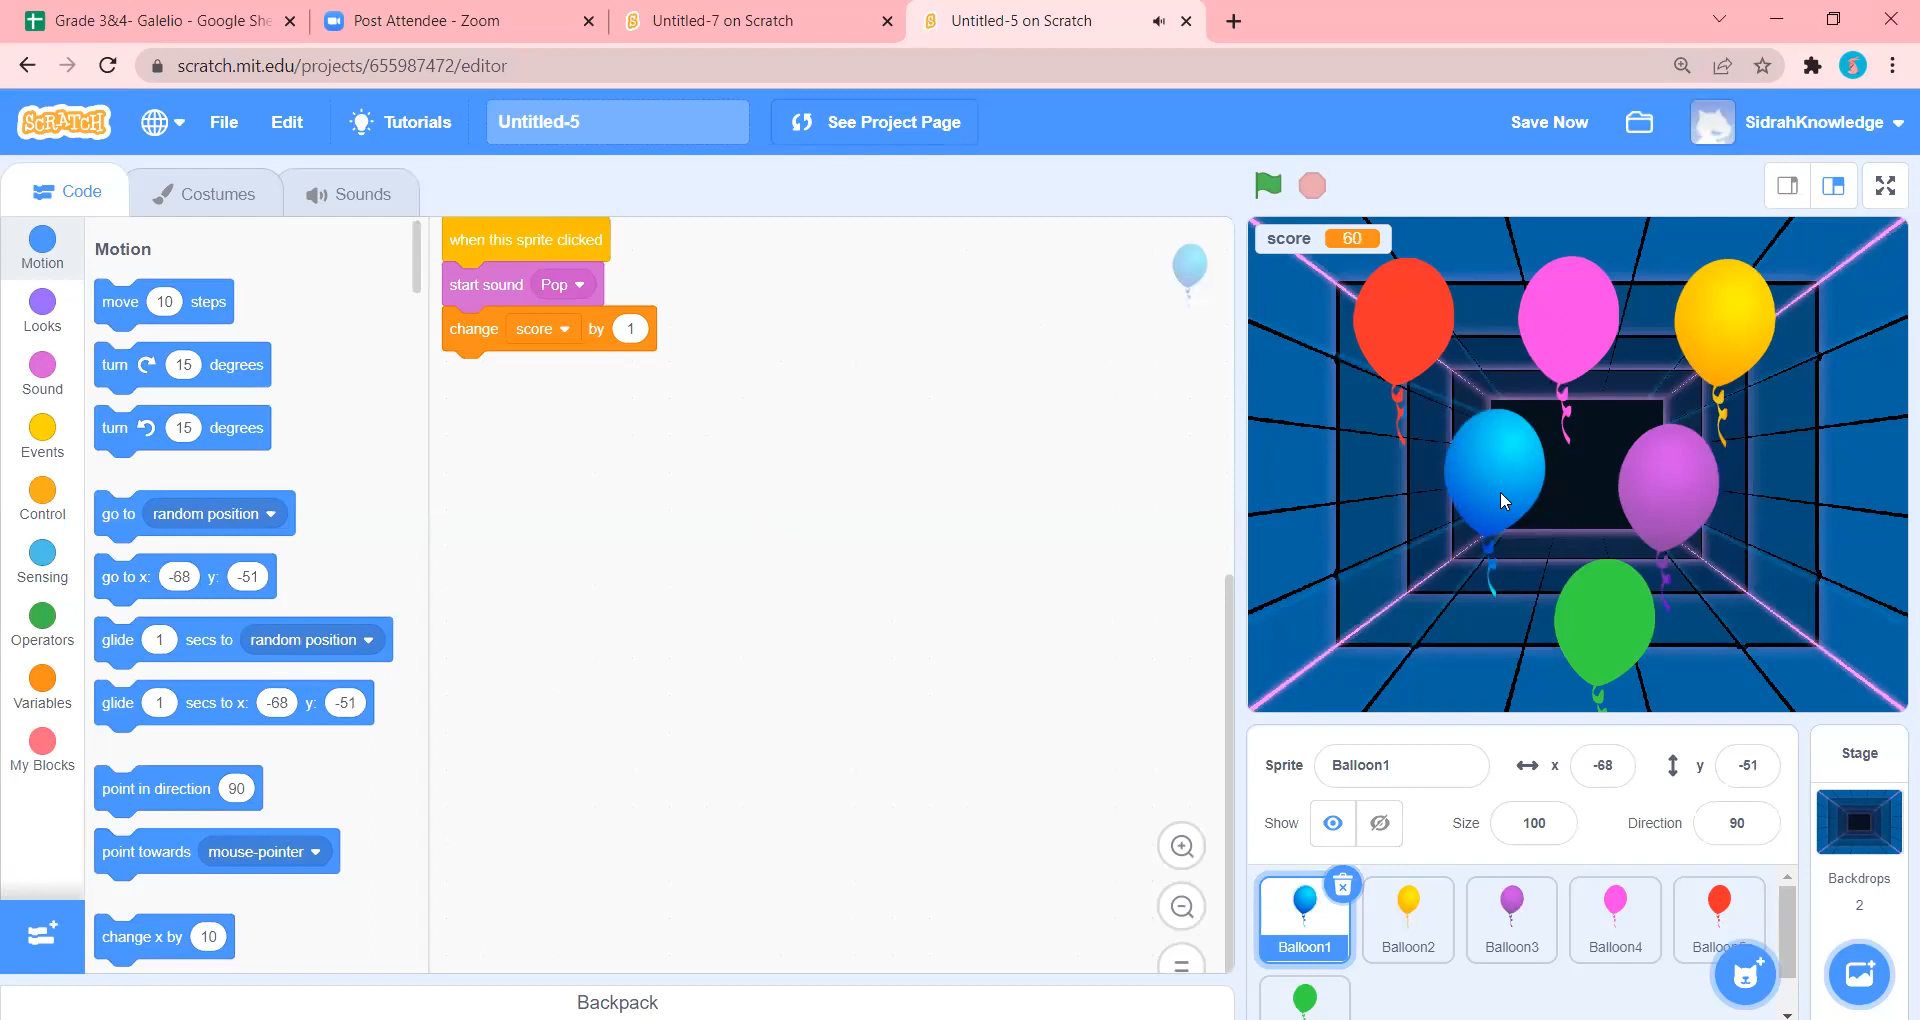 Grade 3&4- Galelio - Google She
Post Attendee - Zoom
Untitled-7 on Scratch
Untitled-5 on Scratch
scratch.mit.edu/projects/655987472/editor
SCRATCH
File
Edit
Tutorials
Untitled-5
See Project Page
Save Now
SidrahKnowledge
Code
Costumes
Sounds
Motion
Looks
Sound
Events
Control
Sensing
Operators
Variables
My Blocks
Motion
move 10 steps
turn 15 degrees
turn 15 degrees
go to random position
go to x: -68 y: -51
glide 1 secs to random position
glide 1 secs to x: -68 y: -51
point in direction 90
point towards mouse-pointer
change x by 10
when this sprite clicked
start sound Pop
change score by 1
Backpack
score 60
Sprite Balloon1 x -68 y -51
Show Size 100 Direction 90
Balloon1
Balloon2
Balloon3
Balloon4
Stage
Backdrops
2